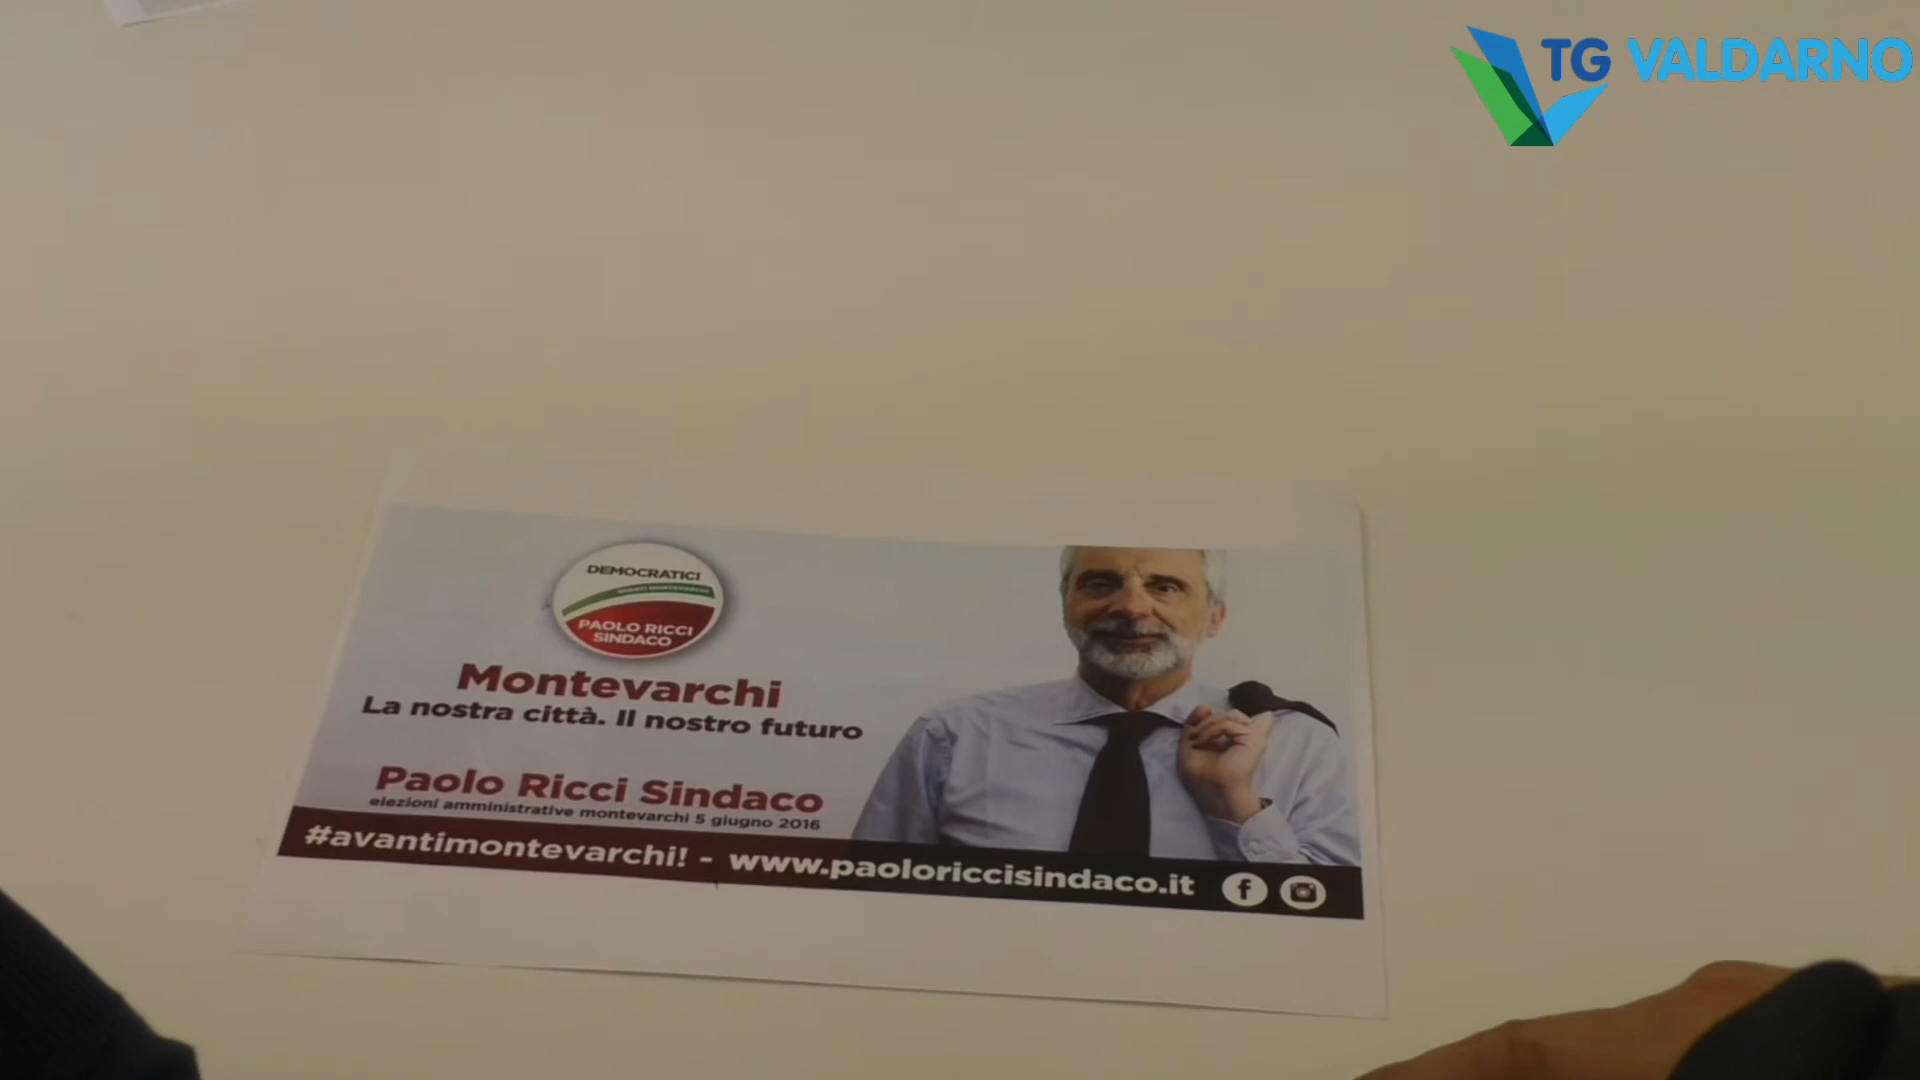 TG VALDARNO
DEMOCRATICI
PAOLO RICCI
SINDACO
Montevarchi
La nostra città. Il nostro futuro
Paolo Ricci Sindaco
elezioni amministrative montevarchi 5 giugno 2016
#avantimontevarchi! - www.paoloriccisindaco.it